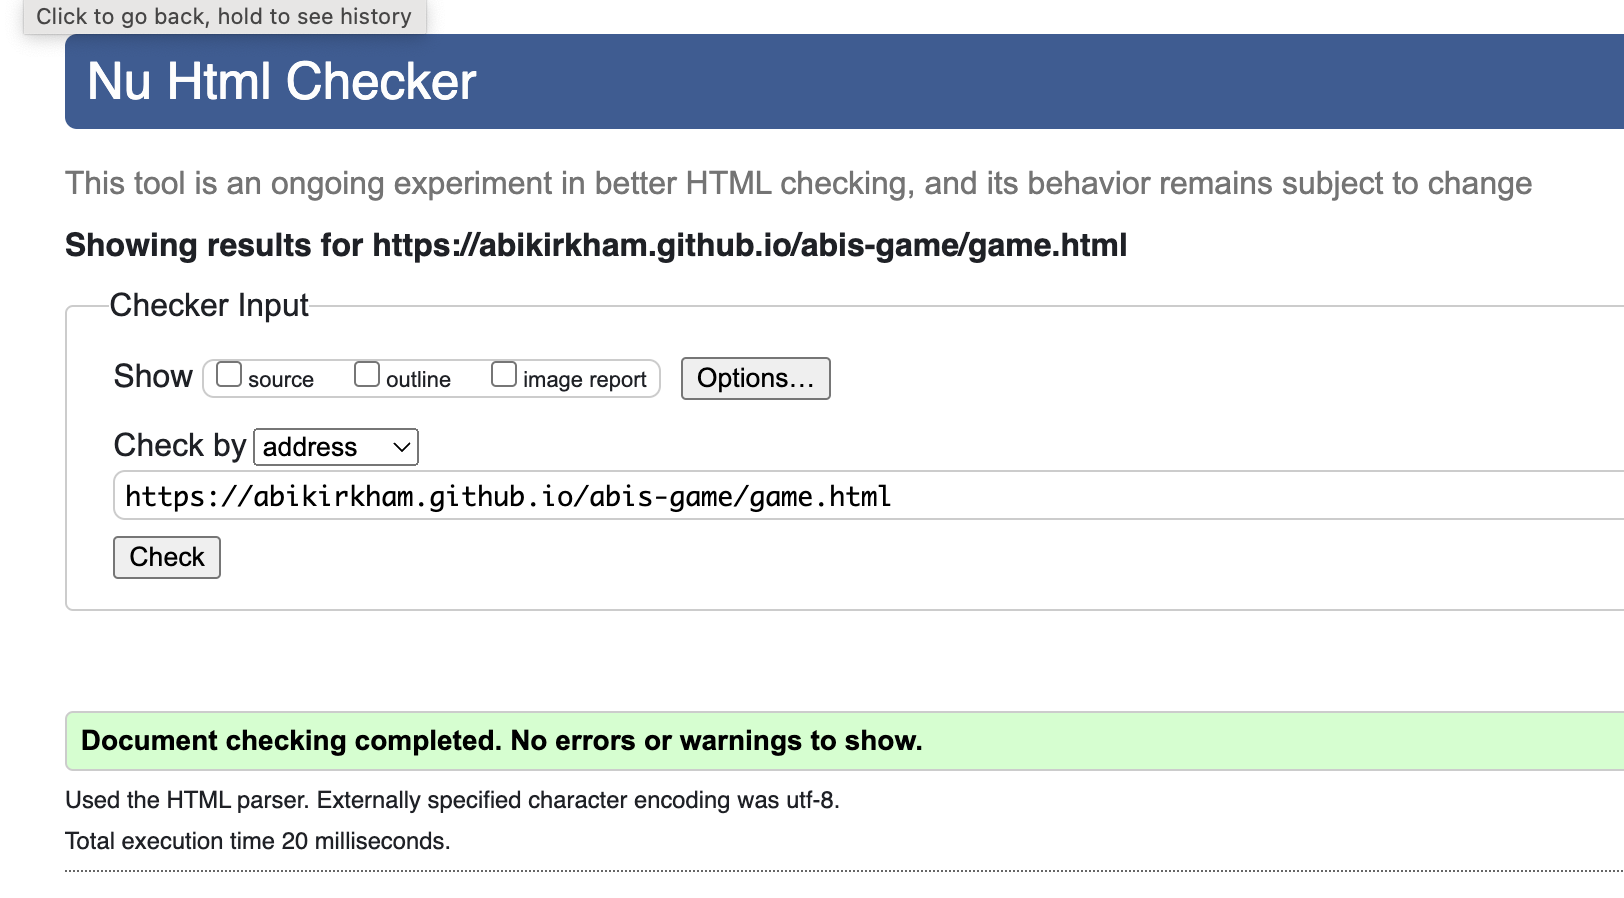 Click to go back, hold to see history
Nu Html Checker
This tool is an ongoing experiment in better HTML checking, and its behavior remains subject to change
Showing results for https://abikirkham.github.io/abis-game/game.html
Checker Input
Show source outline image report Options…
Check by address
https://abikirkham.github.io/abis-game/game.html
Check
Document checking completed. No errors or warnings to show.
Used the HTML parser. Externally specified character encoding was utf-8.
Total execution time 20 milliseconds.